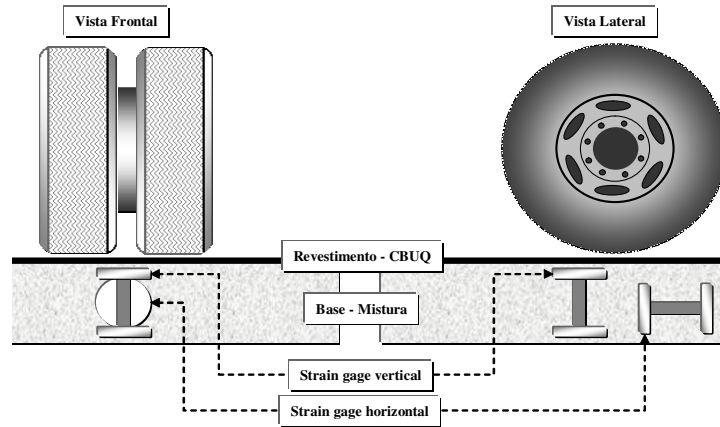 Vista Frontal
Vista Lateral
Revestimento - CBUQ
Base - Mistura
Strain gage vertical
Strain gage horizontal